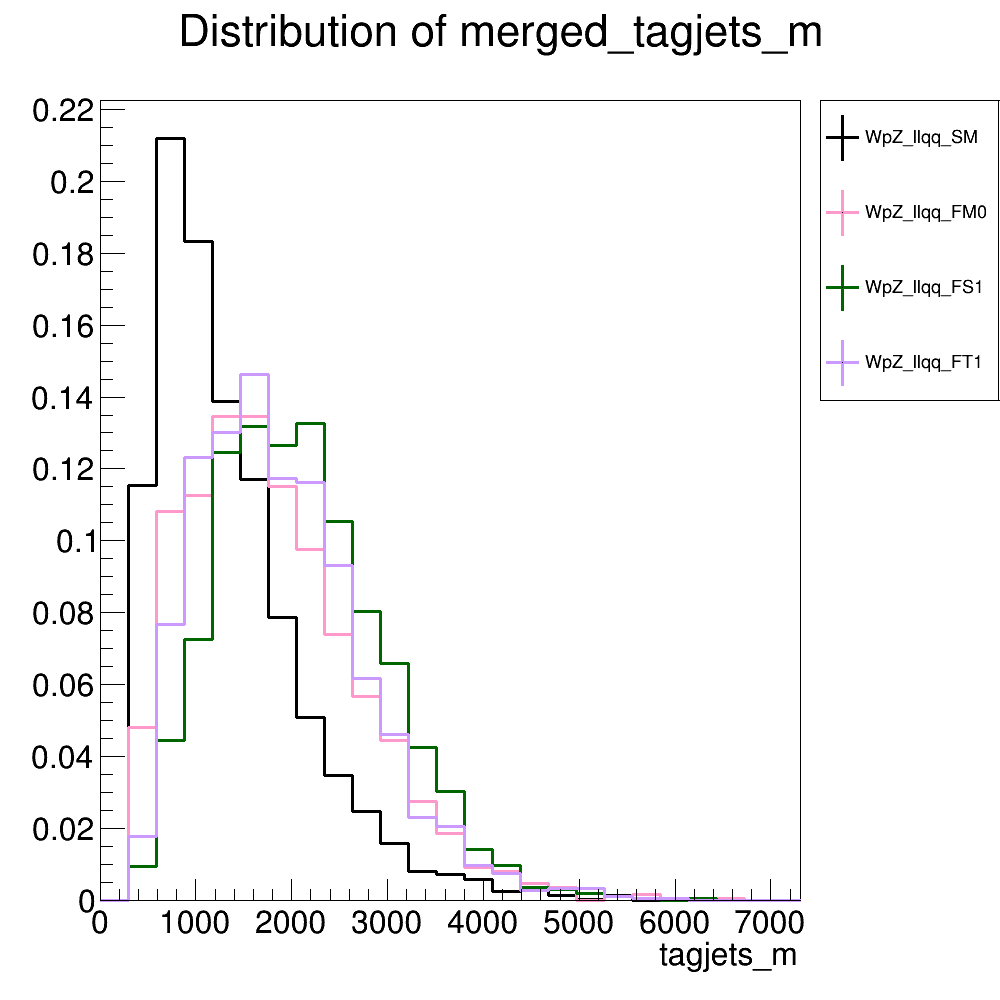 Distribution of merged_tagjets_m
0.22
0.2
0.18
0.16
0.14
0.12
0.1
0.08
0.06
0.04
0.02
0
0 1000 2000 3000 4000 5000 6000 7000
tagjets_m
WpZ_llqq_SM
WpZ_llqq_FM0
WpZ_llqq_FS1
WpZ_llqq_FT1